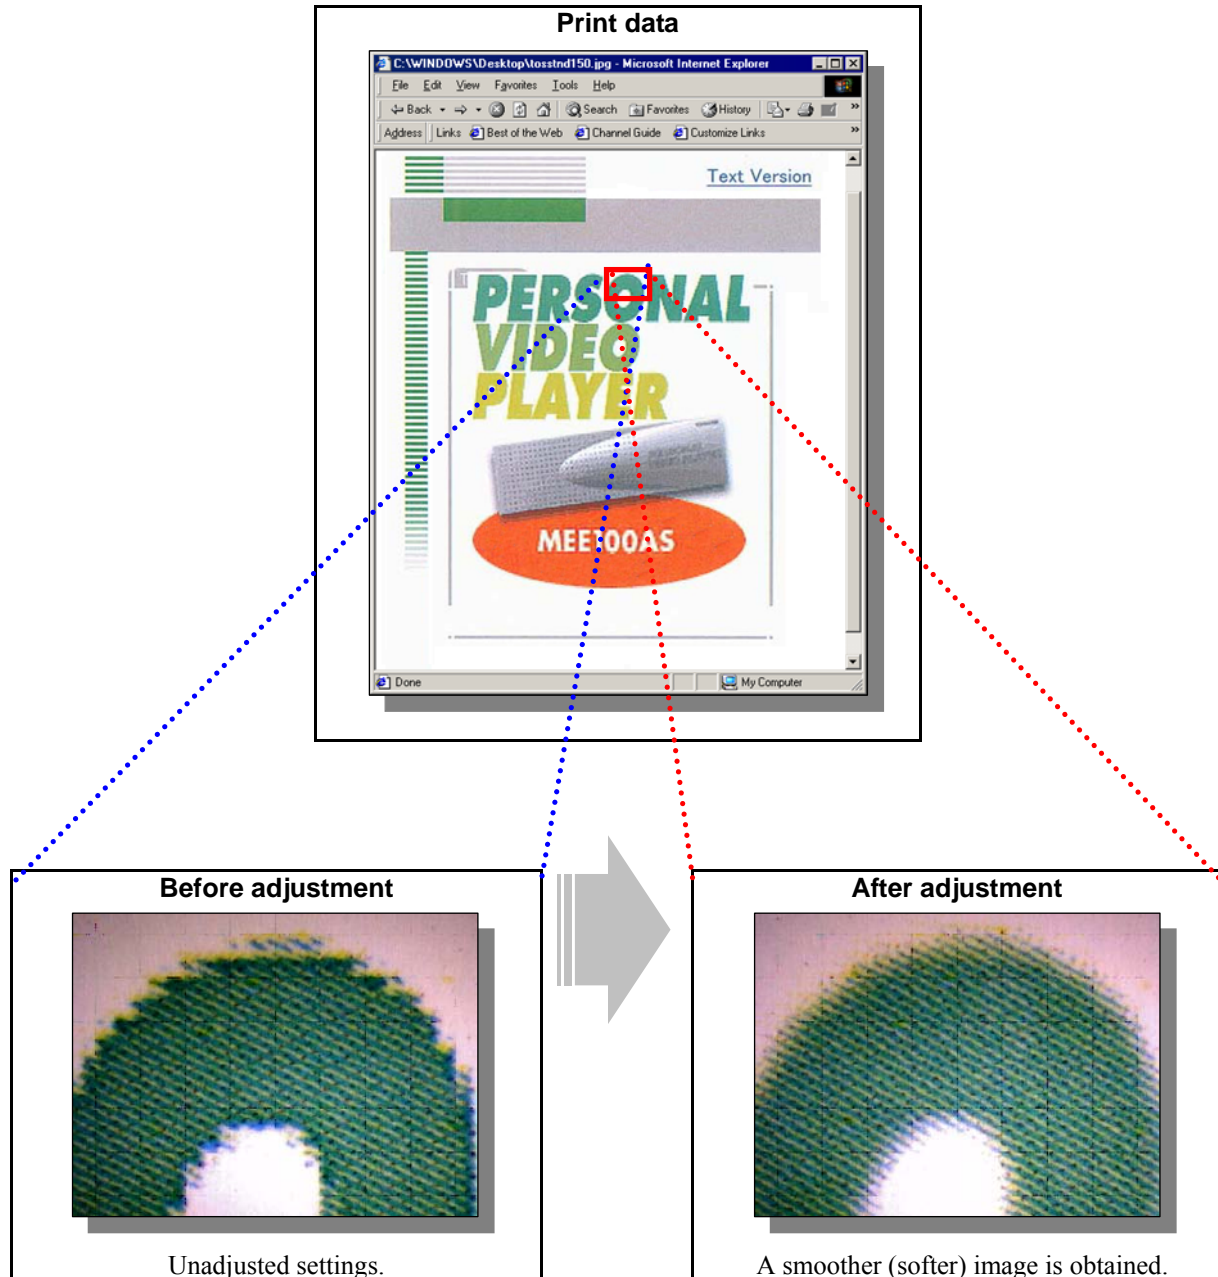 Print data
C:\WINDOWS\Desktop\tosstnd150.jpg - Microsoft Internet Explorer
File Edit View Favorites Tools Help
Back Search Favorites History »
Address Links Best of the Web Channel Guide Customize Links »
Text Version
PERSONAL
VIDEO
PLAYER
MEE100AS
Done My Computer
Before adjustment
After adjustment
Unadjusted settings.
A smoother (softer) image is obtained.